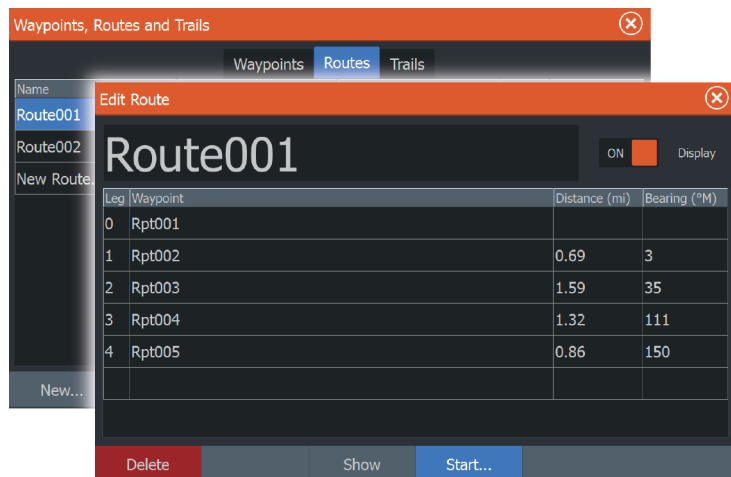 Waypoints, Routes and Trails
Waypoints Routes Trails
Name
Route001
Route002
New Route.
New...
Edit Route
Route001
ON Display
Leg Waypoint Distance (mi) Bearing (°M)
0 Rpt001
1 Rpt002 0.69 3
2 Rpt003 1.59 35
3 Rpt004 1.32 111
4 Rpt005 0.86 150
Delete Show Start...